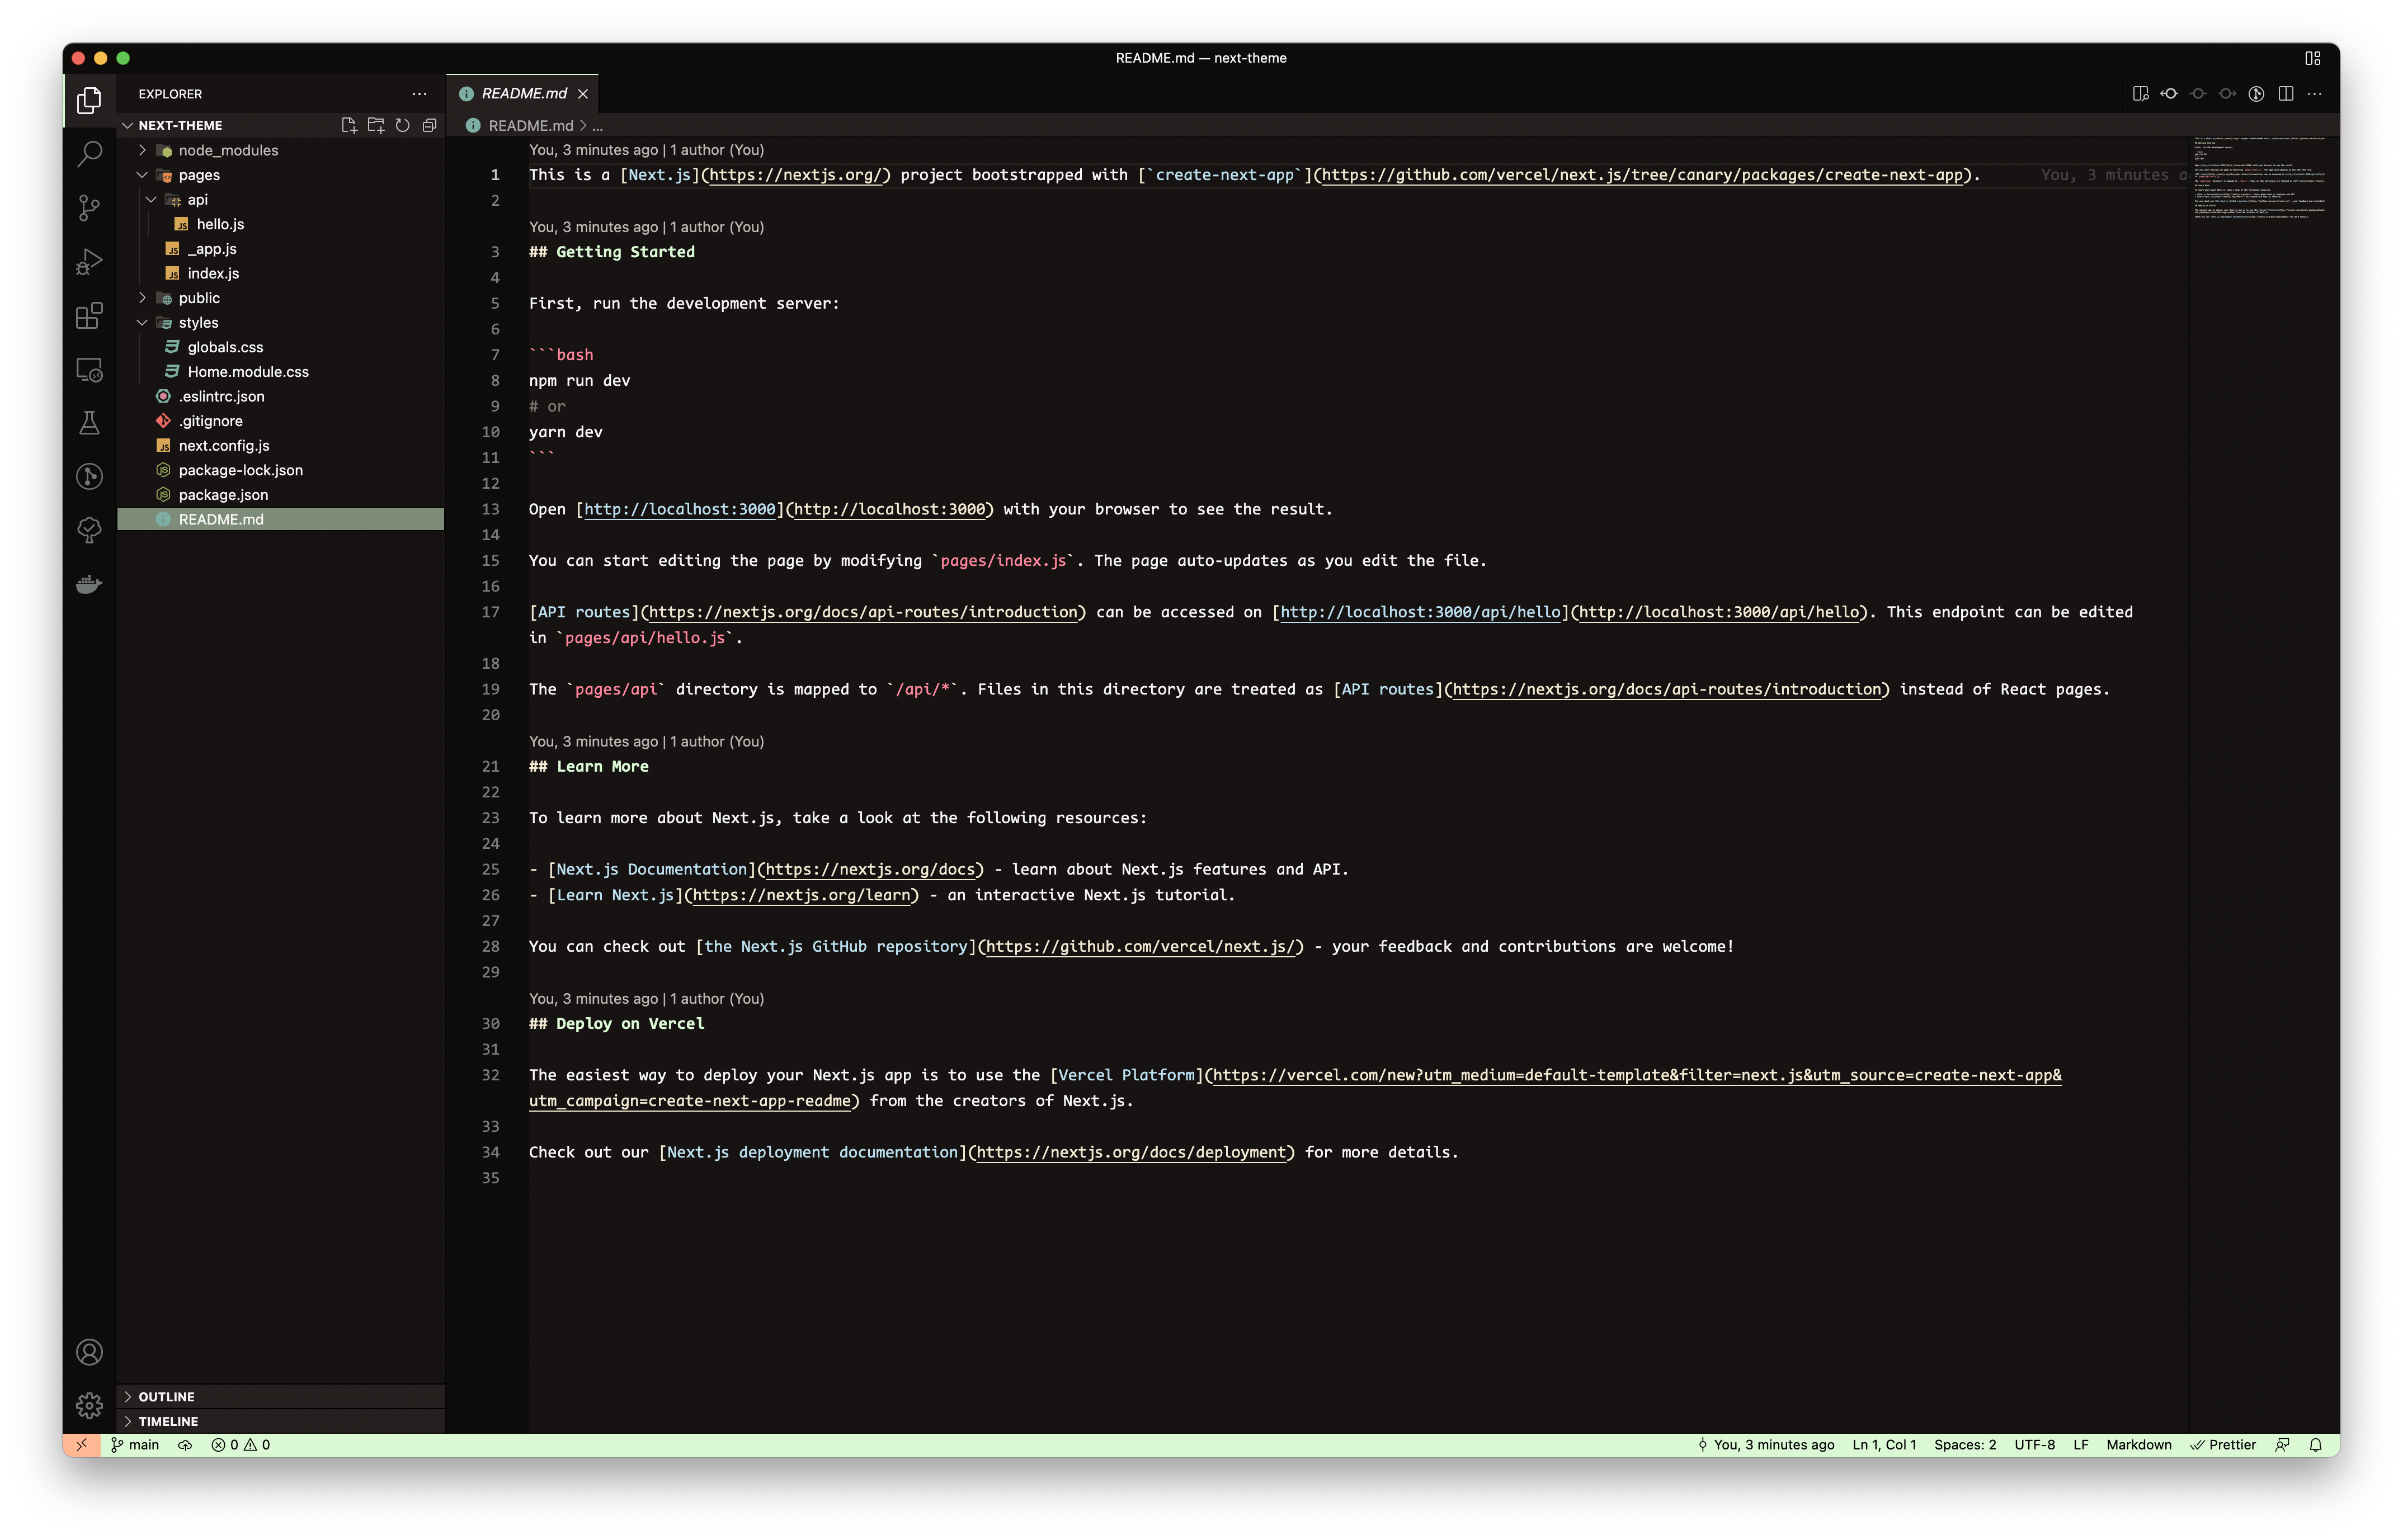 README.md — next-theme
EXPLORER
NEXT-THEME
node_modules
pages
api
hello.js
_app.js
index.js
public
styles
globals.css
Home.module.css
.eslintrc.json
.gitignore
next.config.js
package-lock.json
package.json
README.md
OUTLINE
TIMELINE
README.md
README.md > ...
You, 3 minutes ago | 1 author (You)
1 This is a [Next.js](https://nextjs.org/) project bootstrapped with [`create-next-app`](https://github.com/vercel/next.js/tree/canary/packages/create-next-app). You, 3 minutes a
2
You, 3 minutes ago | 1 author (You)
3 ## Getting Started
4
5 First, run the development server:
6
7 ```bash
8 npm run dev
9 # or
10 yarn dev
11 ```
12
13 Open [http://localhost:3000](http://localhost:3000) with your browser to see the result.
14
15 You can start editing the page by modifying `pages/index.js`. The page auto-updates as you edit the file.
16
17 [API routes](https://nextjs.org/docs/api-routes/introduction) can be accessed on [http://localhost:3000/api/hello](http://localhost:3000/api/hello). This endpoint can be edited
in `pages/api/hello.js`.
18
19 The `pages/api` directory is mapped to `/api/*`. Files in this directory are treated as [API routes](https://nextjs.org/docs/api-routes/introduction) instead of React pages.
20
You, 3 minutes ago | 1 author (You)
21 ## Learn More
22
23 To learn more about Next.js, take a look at the following resources:
24
25 - [Next.js Documentation](https://nextjs.org/docs) - learn about Next.js features and API.
26 - [Learn Next.js](https://nextjs.org/learn) - an interactive Next.js tutorial.
27
28 You can check out [the Next.js GitHub repository](https://github.com/vercel/next.js/) - your feedback and contributions are welcome!
29
You, 3 minutes ago | 1 author (You)
30 ## Deploy on Vercel
31
32 The easiest way to deploy your Next.js app is to use the [Vercel Platform](https://vercel.com/new?utm_medium=default-template&filter=next.js&utm_source=create-next-app&
utm_campaign=create-next-app-readme) from the creators of Next.js.
33
34 Check out our [Next.js deployment documentation](https://nextjs.org/docs/deployment) for more details.
35
main 0 0 You, 3 minutes ago Ln 1, Col 1 Spaces: 2 UTF-8 LF Markdown Prettier